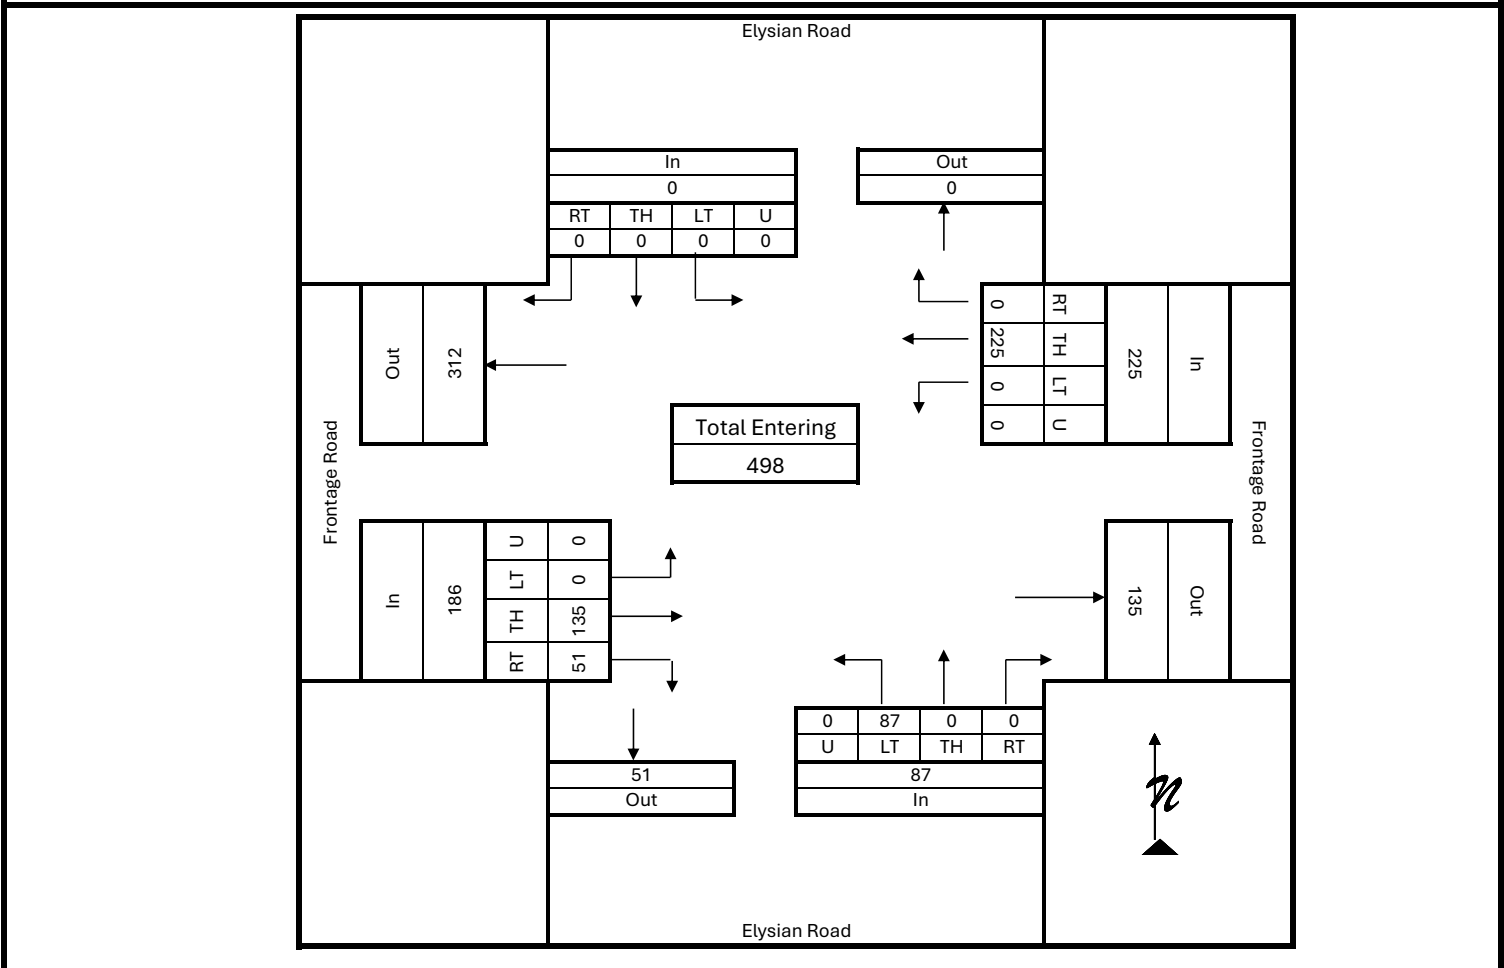 Elysian Road
In
0
RT TH LT U
0 0 0 0
Out
0
Out
312
0 RT
225 TH
0 LT
0 U
225
In
Total Entering
498
Frontage Road
Frontage Road
In
186
U 0
LT 0
TH 135
RT 51
135
Out
0 87 0 0
U LT TH RT
87
In
51
Out
N
Elysian Road